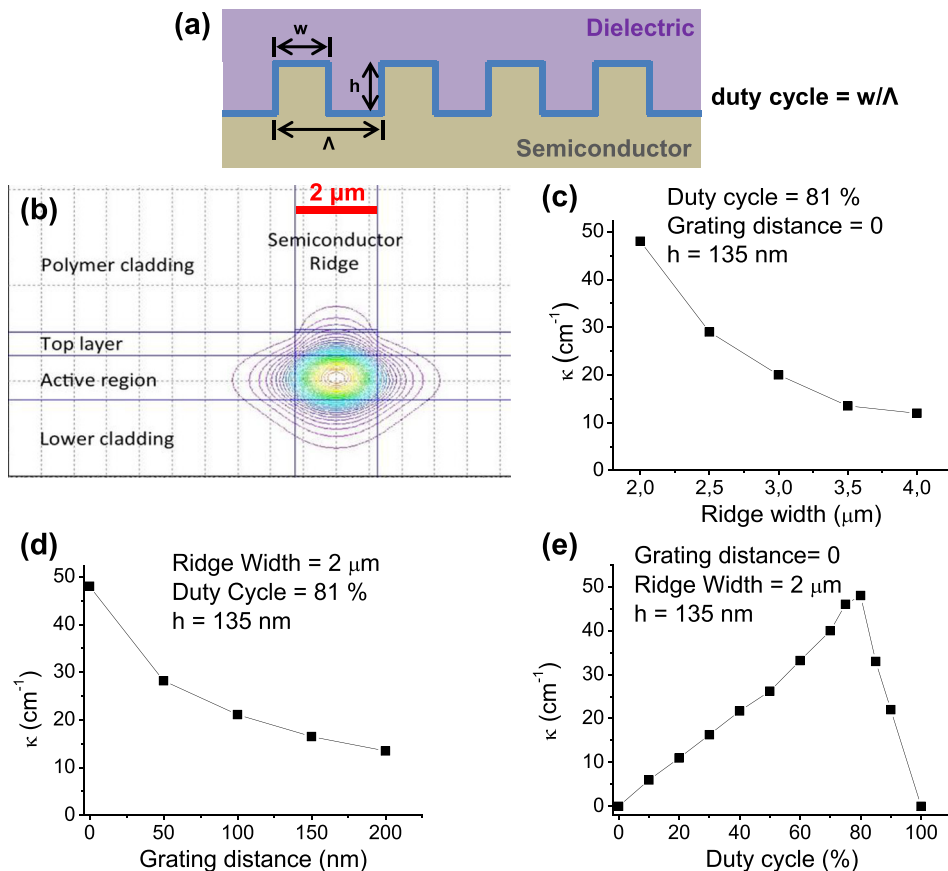 (a)
w
Dielectric
h
duty cycle = w/Λ
Λ
Semiconductor
(b)
2 μm
Semiconductor
Ridge
Polymer cladding
Top layer
Active region
Lower cladding
(c)
Duty cycle = 81 %
Grating distance = 0
h = 135 nm
50
40
30
20
10
0
κ (cm⁻¹)
2,0 2,5 3,0 3,5 4,0
Ridge width (μm)
(d)
Ridge Width = 2 μm
Duty Cycle = 81 %
h = 135 nm
50
40
30
20
10
0
κ (cm⁻¹)
0 50 100 150 200
Grating distance (nm)
(e)
Grating distance= 0
Ridge Width = 2 μm
h = 135 nm
50
40
30
20
10
0
κ (cm⁻¹)
0 20 40 60 80 100
Duty cycle (%)